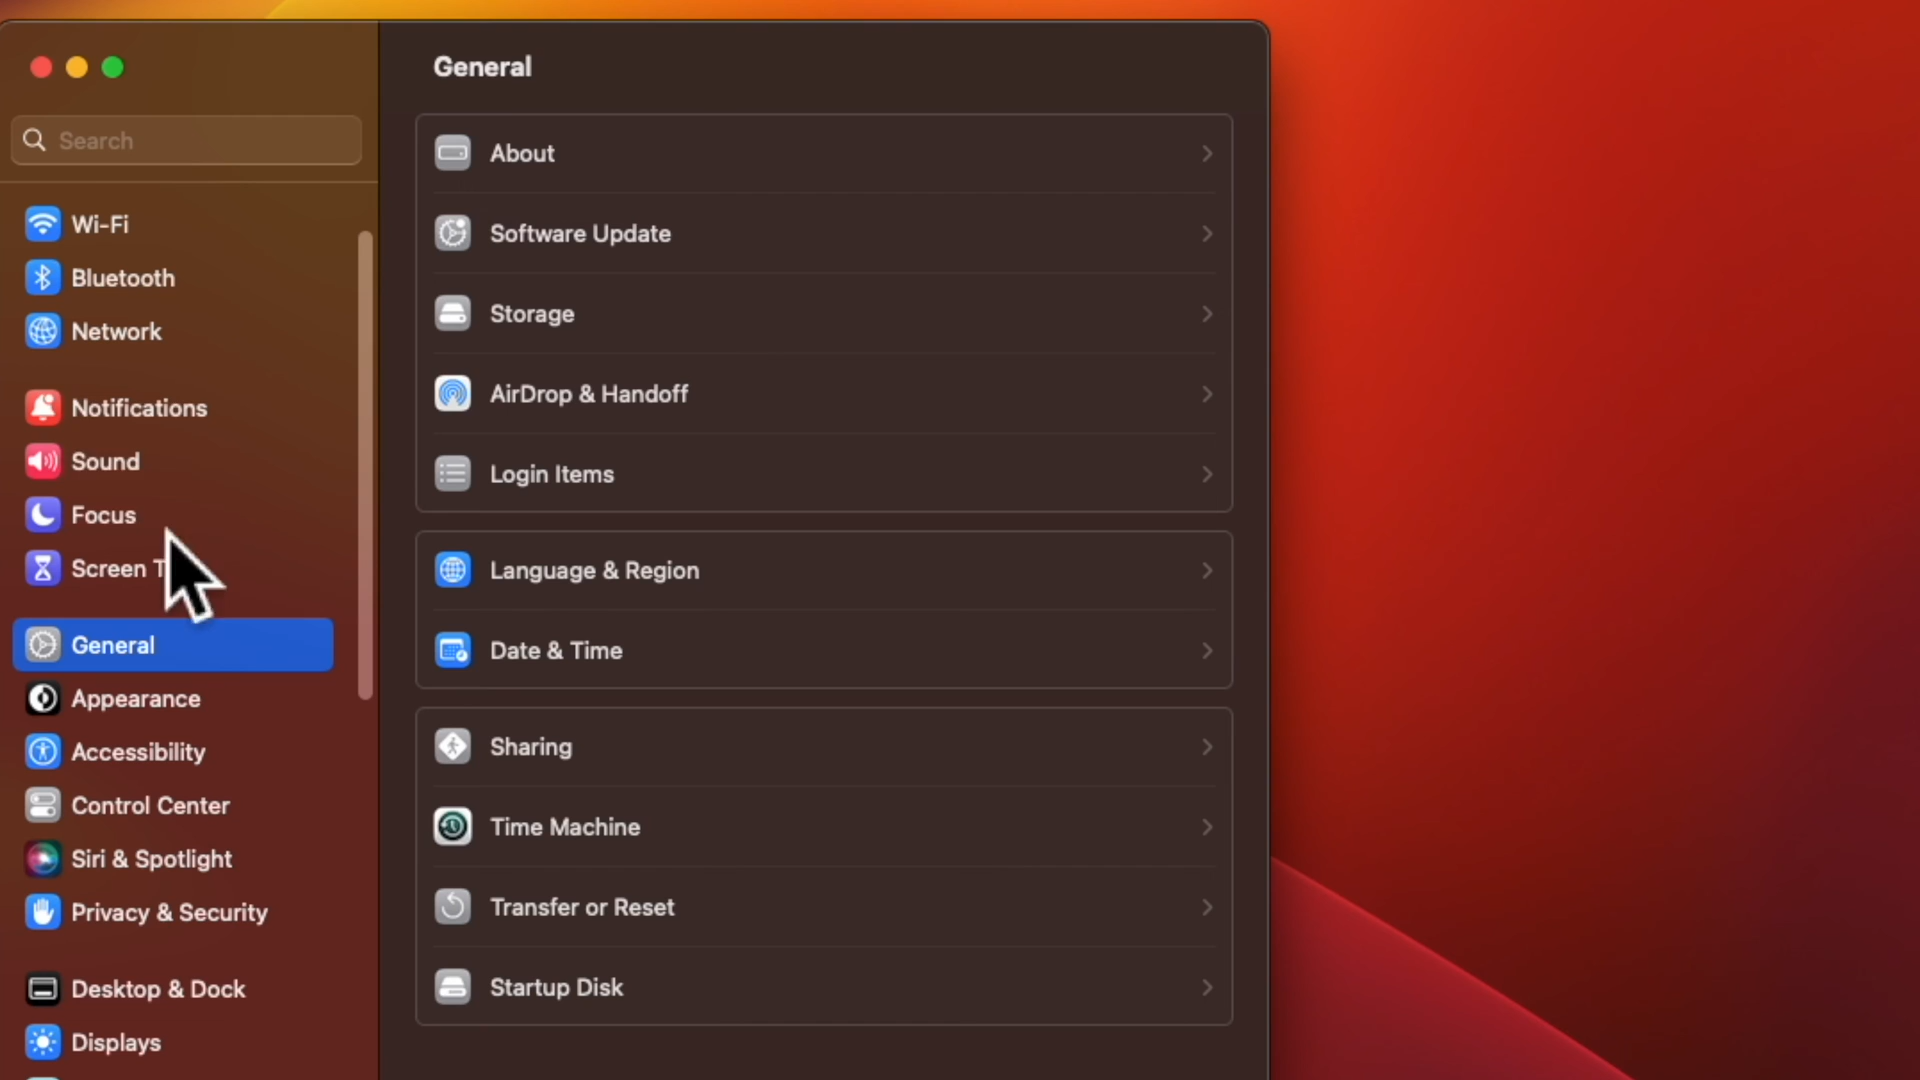 General
Search
Wi-Fi
Bluetooth
Network
Notifications
Sound
Focus
Screen
General
Appearance
Accessibility
Control Center
Siri & Spotlight
Privacy & Security
Desktop & Dock
Displays
About
Software Update
Storage
AirDrop & Handoff
Login Items
Language & Region
Date & Time
Sharing
Time Machine
Transfer or Reset
Startup Disk